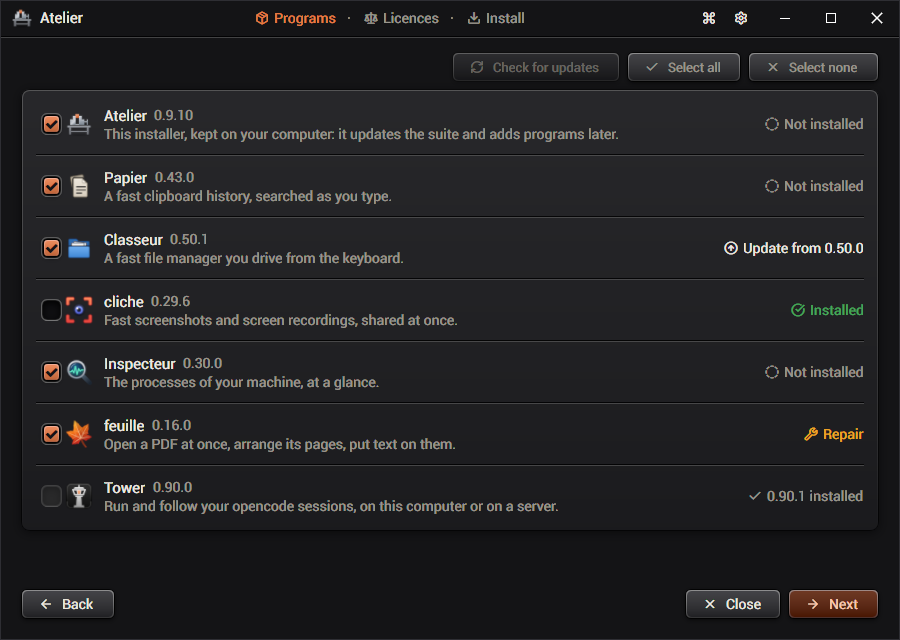 Atelier
Programs · Licences · Install
Check for updates
Select all
Select none
Atelier 0.9.10
This installer, kept on your computer: it updates the suite and adds programs later.
Not installed
Papier 0.43.0
A fast clipboard history, searched as you type.
Not installed
Classeur 0.50.1
A fast file manager you drive from the keyboard.
Update from 0.50.0
cliche 0.29.6
Fast screenshots and screen recordings, shared at once.
Installed
Inspecteur 0.30.0
The processes of your machine, at a glance.
Not installed
feuille 0.16.0
Open a PDF at once, arrange its pages, put text on them.
Repair
Tower 0.90.0
Run and follow your opencode sessions, on this computer or on a server.
0.90.1 installed
Back
Close
Next